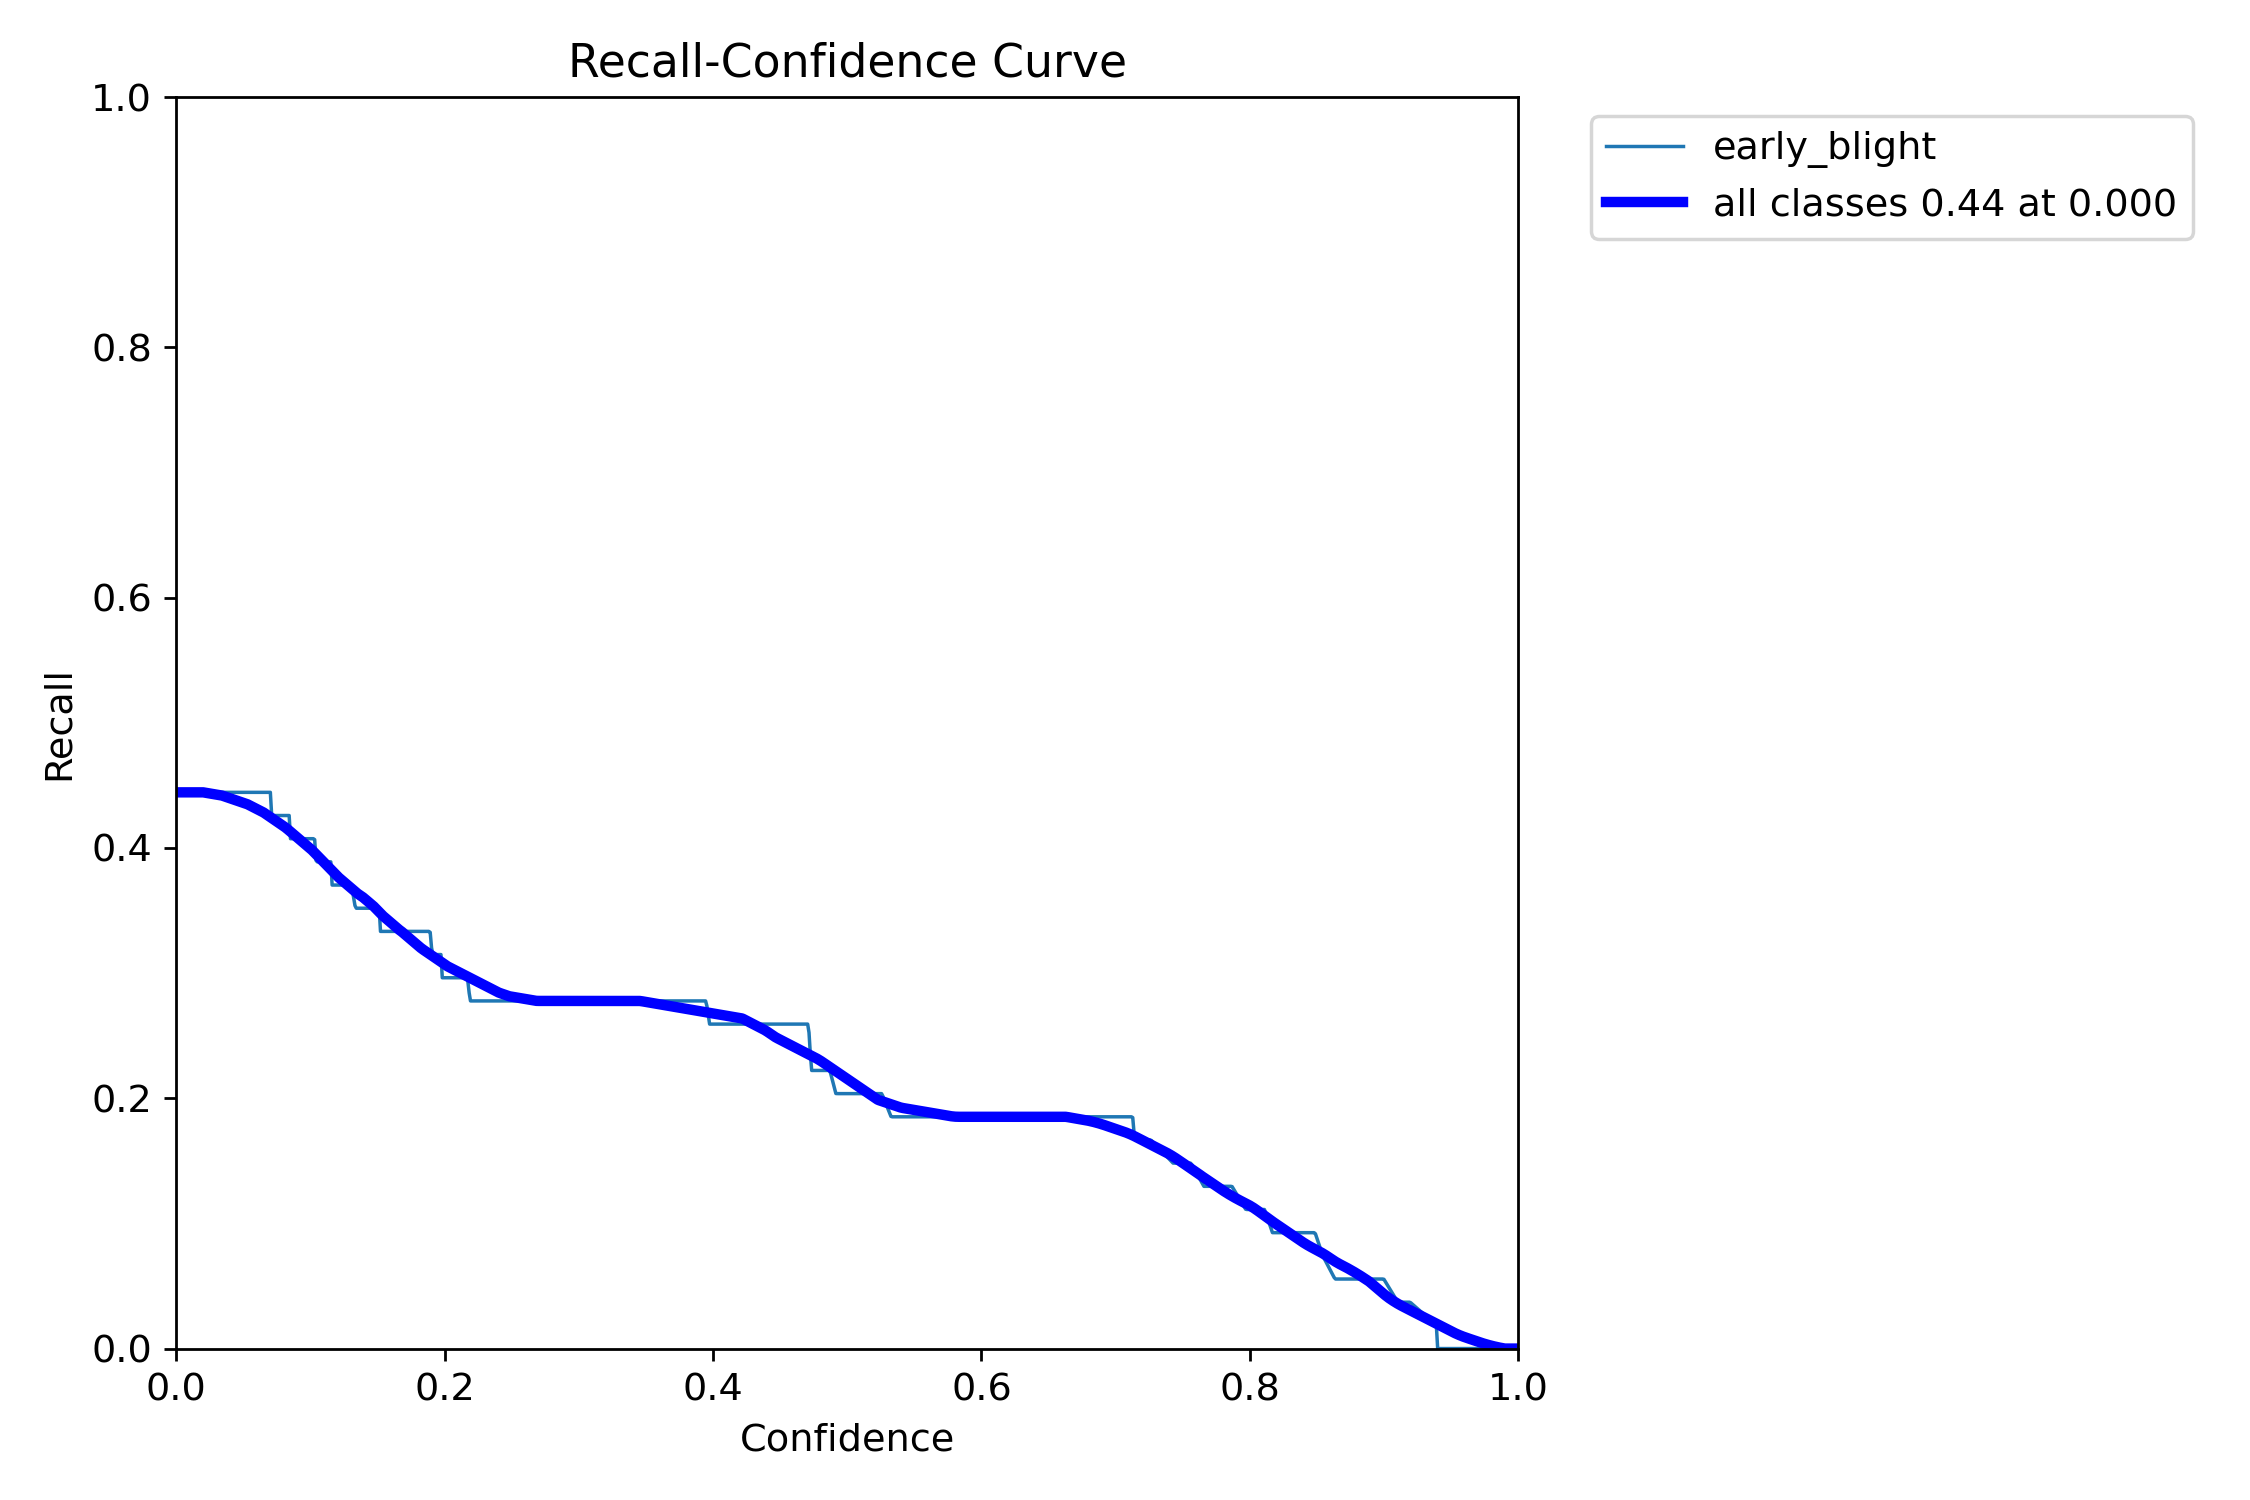 Recall-Confidence Curve
early_blight
all classes 0.44 at 0.000
1.0
0.8
0.6
0.4
0.2
0.0
Recall
0.0 0.2 0.4 0.6 0.8 1.0
Confidence